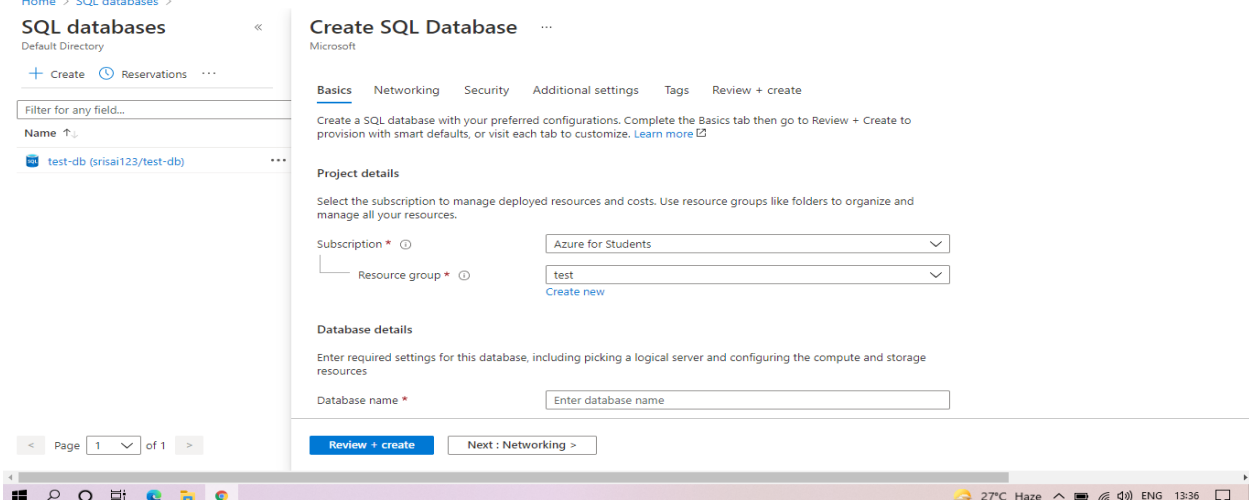 Home > SQL databases >
SQL databases
Default Directory
Create
Reservations
Filter for any field...
Name
test-db (srisai123/test-db)
Page 1 of 1
Create SQL Database
Microsoft
Basics Networking Security Additional settings Tags Review + create
Create a SQL database with your preferred configurations. Complete the Basics tab then go to Review + Create to
provision with smart defaults, or visit each tab to customize. Learn more
Project details
Select the subscription to manage deployed resources and costs. Use resource groups like folders to organize and
manage all your resources.
Subscription * Azure for Students
Resource group * test
Create new
Database details
Enter required settings for this database, including picking a logical server and configuring the compute and storage
resources
Database name * Enter database name
Review + create Next : Networking >
27°C Haze ENG 13:36